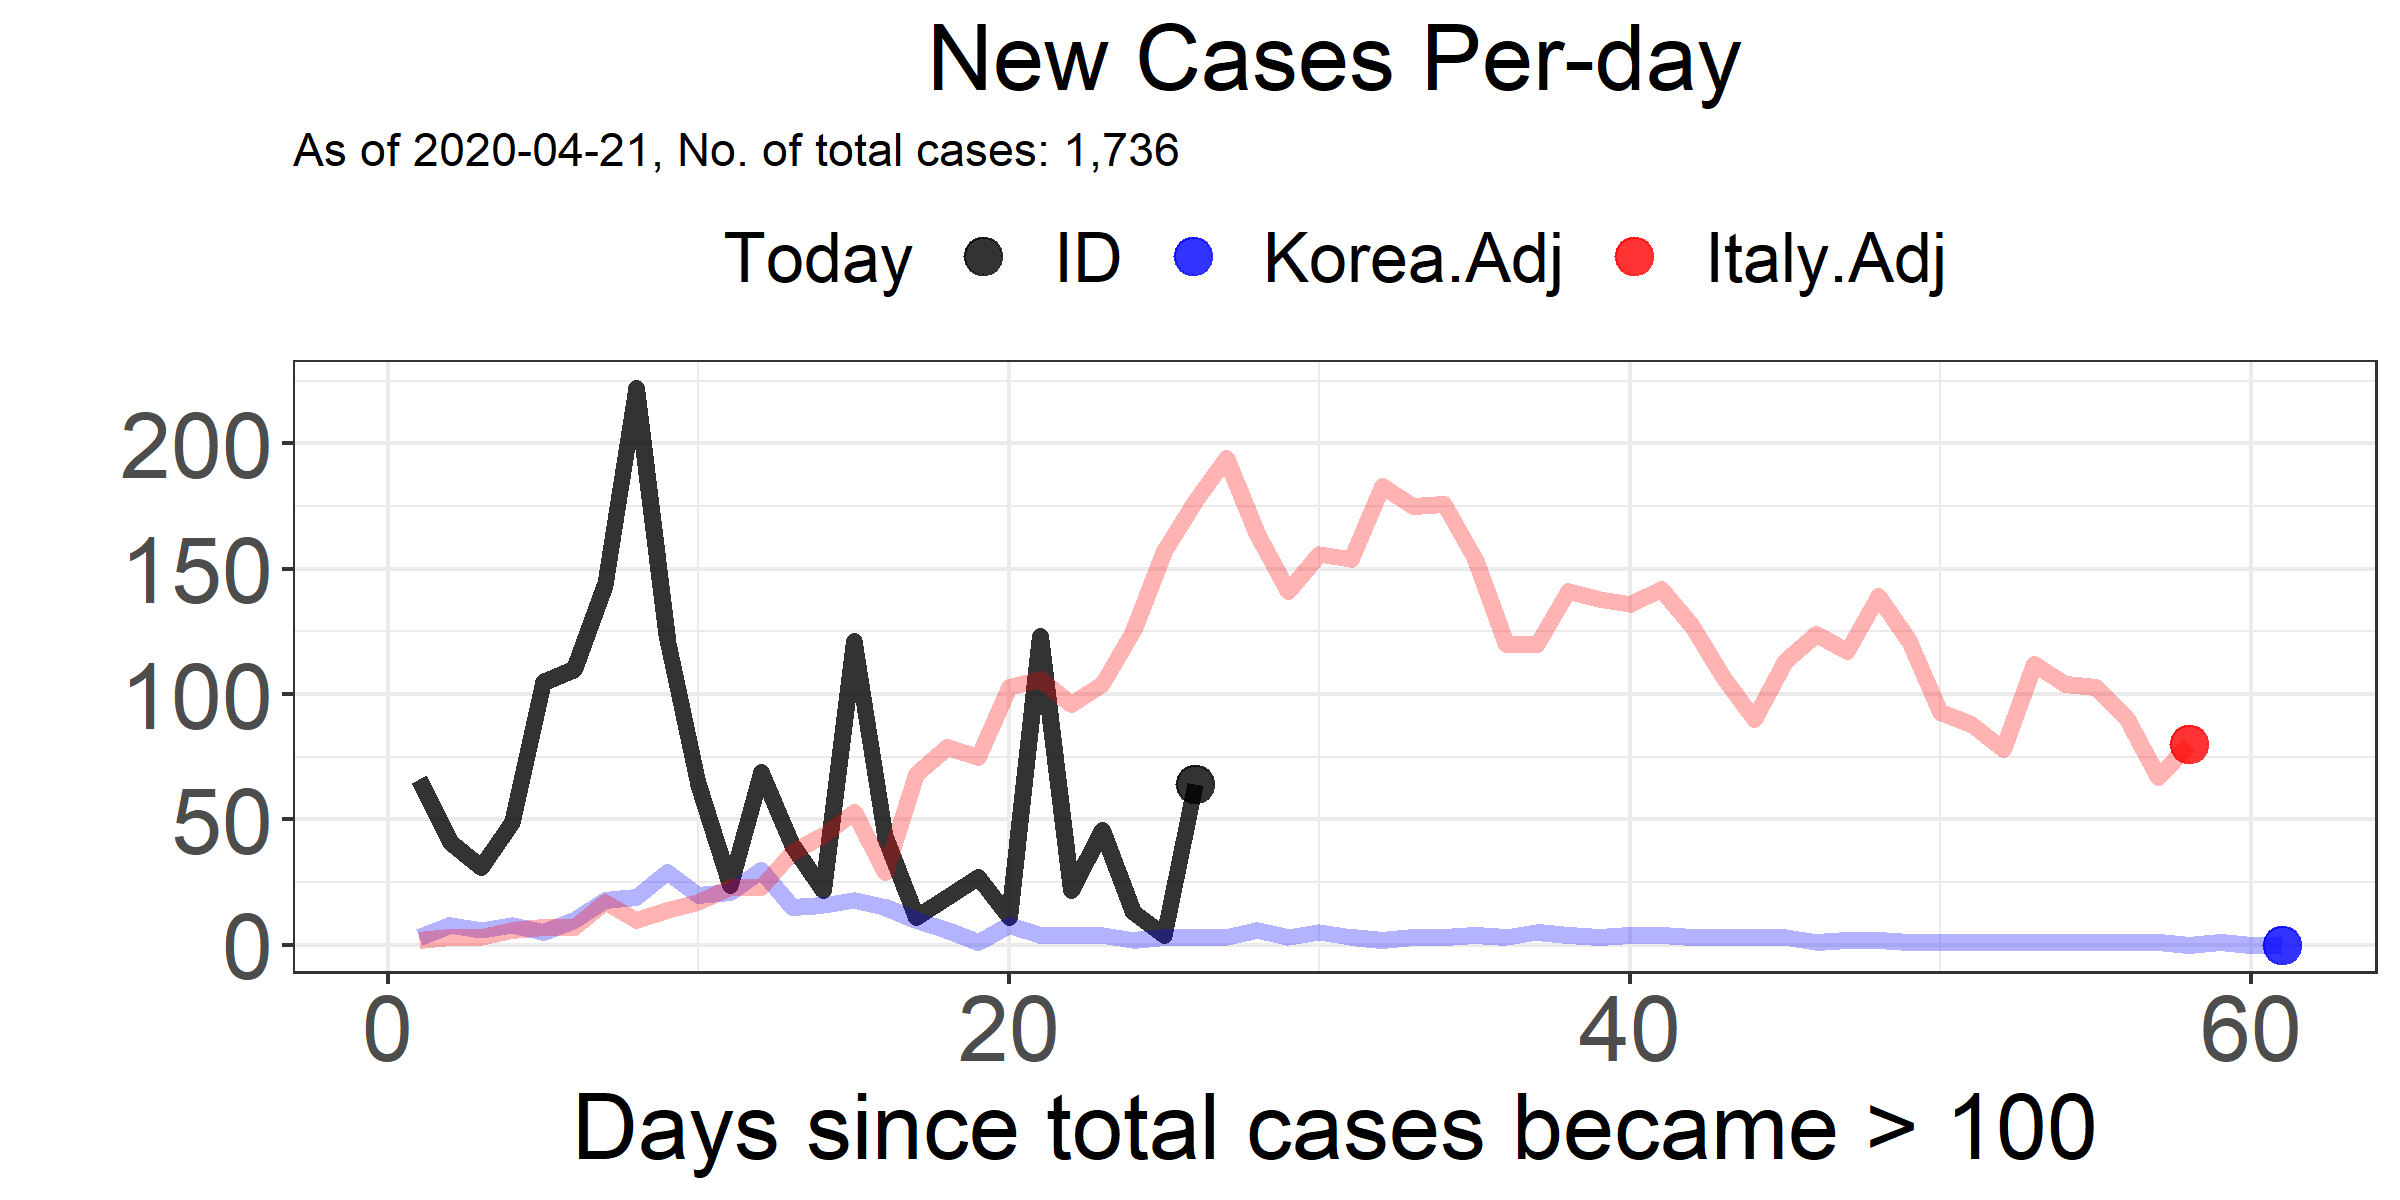 New Cases Per-day
As of 2020-04-21, No. of total cases: 1,736
Today ID Korea.Adj Italy.Adj
200
150
100
50
0
0 20 40 60
Days since total cases became > 100